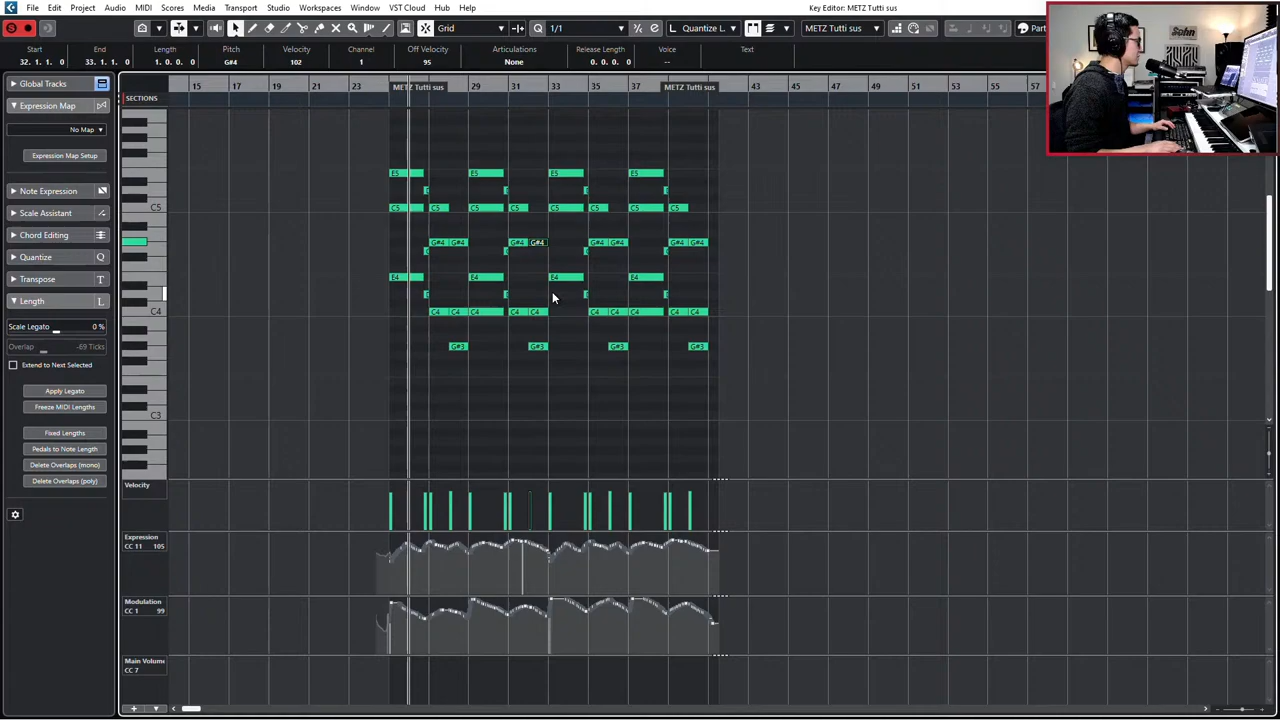 File Edit Audio MIDI Scores Media Transport Studio Workspaces Window VST Cloud Hub Help
Key Editor: METZ Tutti sus
S Grid Q 1/1 Quantize L.. METZ Tutti sus Part
Start End Length Pitch Velocity Channel Off Velocity Articulations Release Length Voice Text
32. 1. 1. 0 33. 1. 1. 0 1. 0. 0. 0 G#4 102 1 95 None 0. 0. 0. 0 --
Global Tracks
Expression Map
No Map
Expression Map Setup
Note Expression
Scale Assistant
Chord Editing
Quantize Q
Transpose T
Length L
Scale Legato 0 %
Overlap -69 Ticks
Extend to Next Selected
Apply Legato
Freeze MIDI Lengths
Fixed Lengths
Pedals to Note Length
Delete Overlaps (mono)
Delete Overlaps (poly)
15 17 19 21 23 METZ Tutti sus 29 31 33 35 37 METZ Tutti sus 43 45 47 49 51 53 55 57
SECTIONS
E5 E5 E5 E5
C5 C5 C5 C5 C5 C5 C5 C5 C5
G#4 G#4 G#4 G#4 G#4 G#4 G#4 G#4
E4 E4 E4 E4
C4 C4 C4 C4 C4 C4 C4 C4 C4 C4 C4 C4
G#3 G#3 G#3 G#3
C3
Velocity
Expression
CC 11 105
Modulation
CC 1 99
Main Volume
CC 7